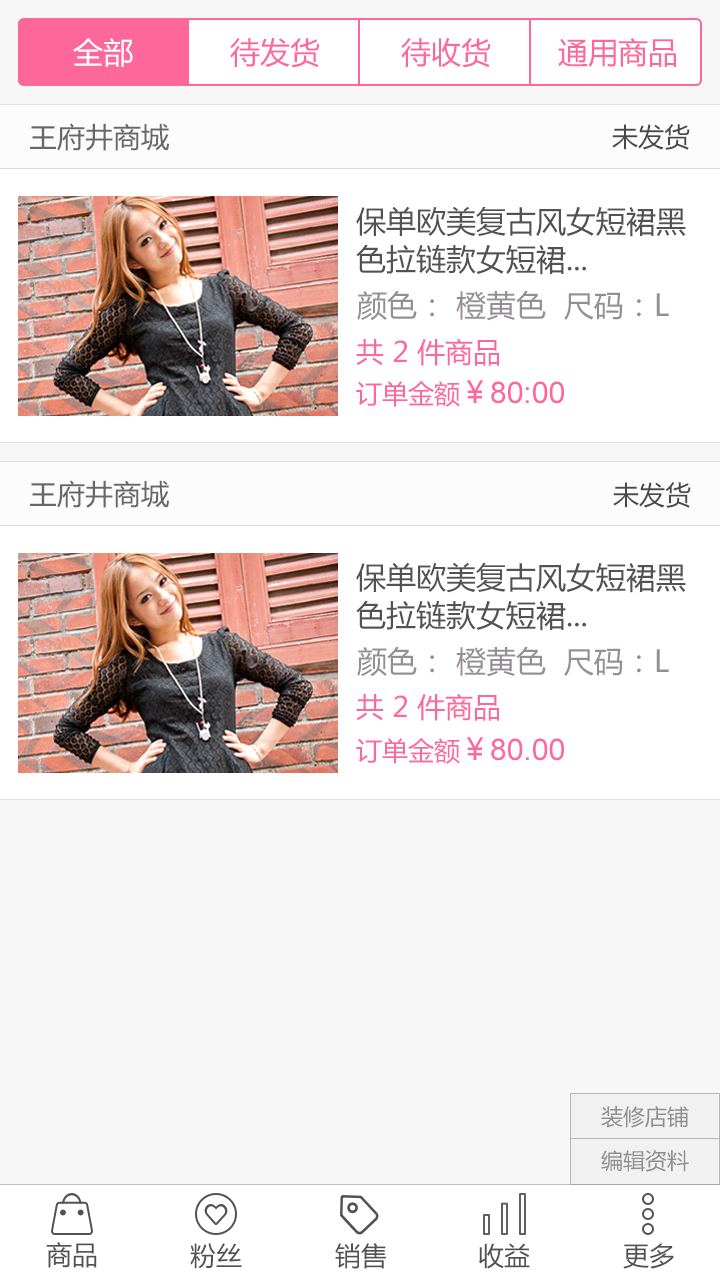 全部 待发货 待收货 通用商品
王府井商城 未发货
保单欧美复古风女短裙黑
色拉链款女短裙...
颜色： 橙黄色 尺码：L
共 2 件商品
订单金额 ¥ 80:00
王府井商城 未发货
保单欧美复古风女短裙黑
色拉链款女短裙...
颜色： 橙黄色 尺码：L
共 2 件商品
订单金额 ¥ 80.00
装修店铺
编辑资料
商品 粉丝 销售 收益 更多